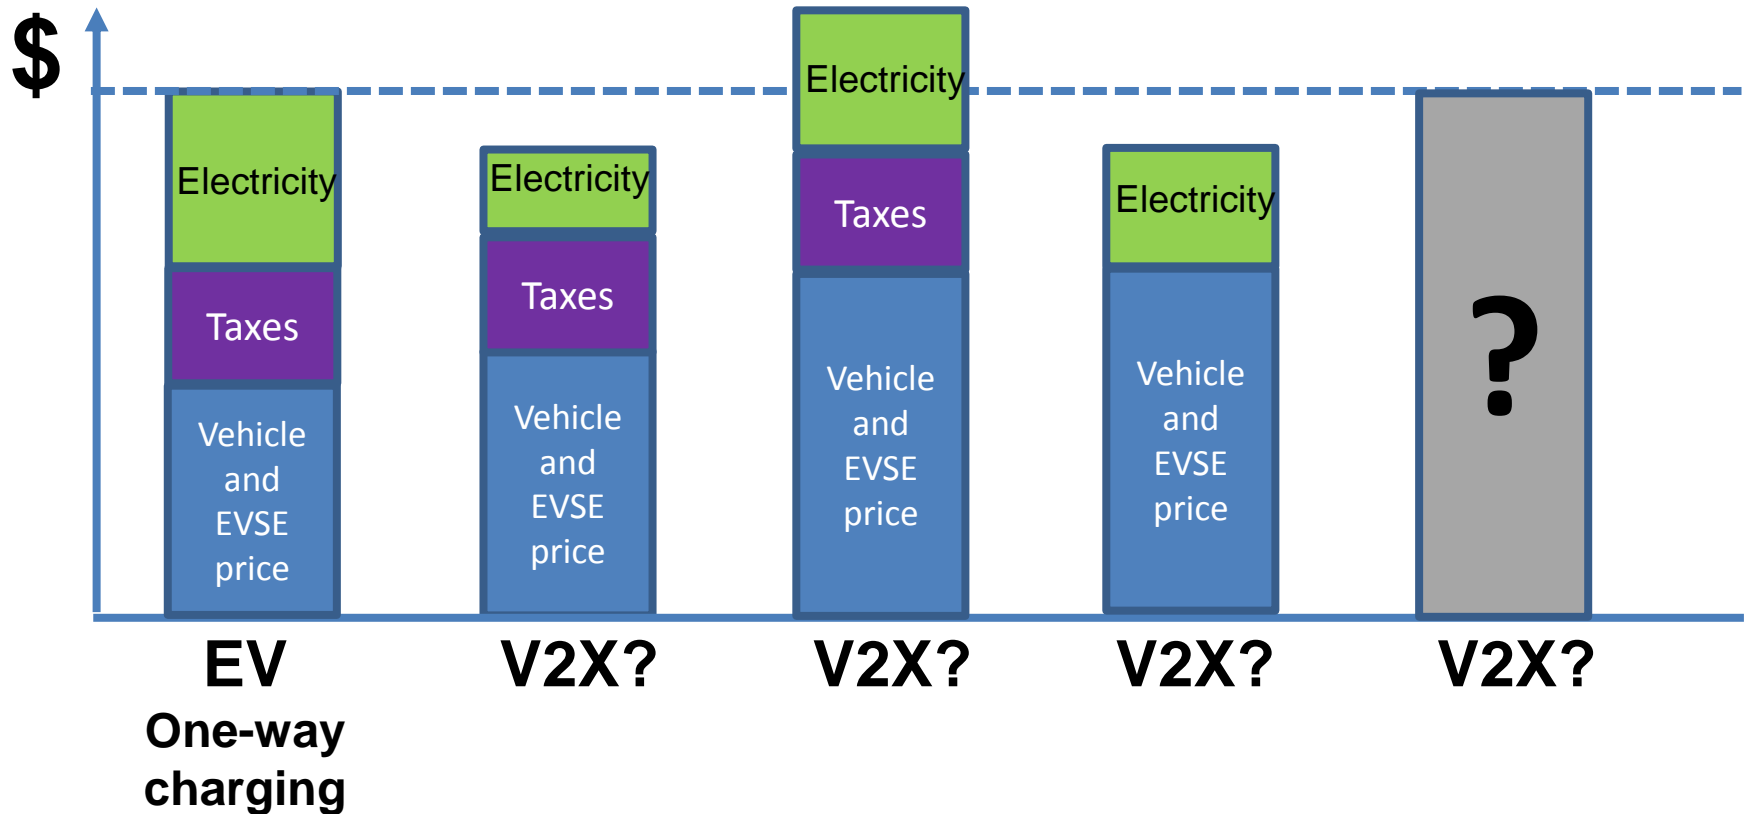 $
Electricity
Taxes
Vehicle
and
EVSE
price
Electricity
Taxes
Vehicle
and
EVSE
price
Electricity
Taxes
Vehicle
and
EVSE
price
Electricity
Vehicle
and
EVSE
price
?
EV
One-way
charging
V2X?
V2X?
V2X?
V2X?